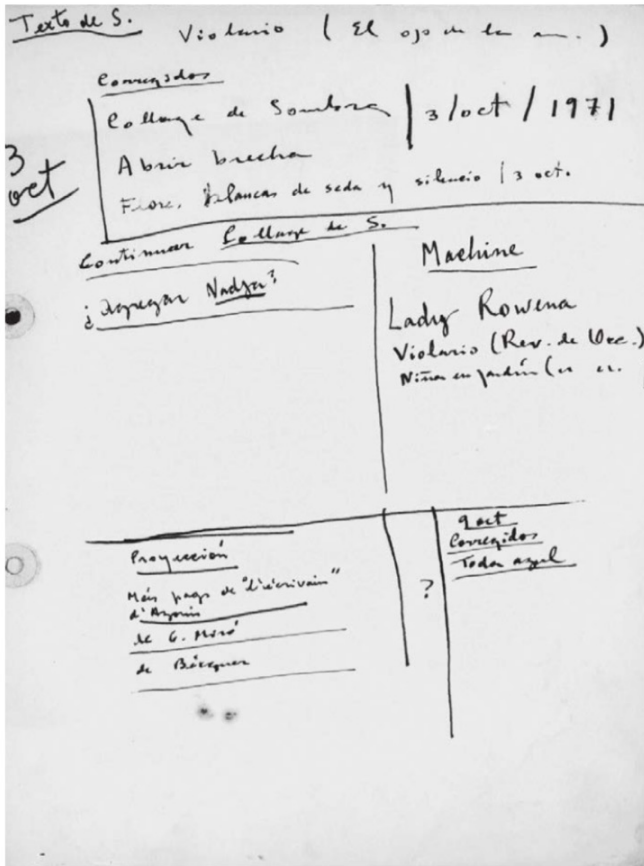 Texto de S. Violario ( El ojo de la )
Corregidos
Collage de Sombra | 3/oct / 1971
3 oct
Abrir brecha
Flores blancas de seda y silencio | 3 oct.
Continuar Collage de S.
¿Agregar Nadja?
Machine
Lady Rowena
Violario (Rev. de Occ.)
Niña en jardín (
Proyección
Más pags de "L'écrivain"
d'Azorín
de G. Miró
de Bécquer
?
9 oct
Corregidos
Toda azul